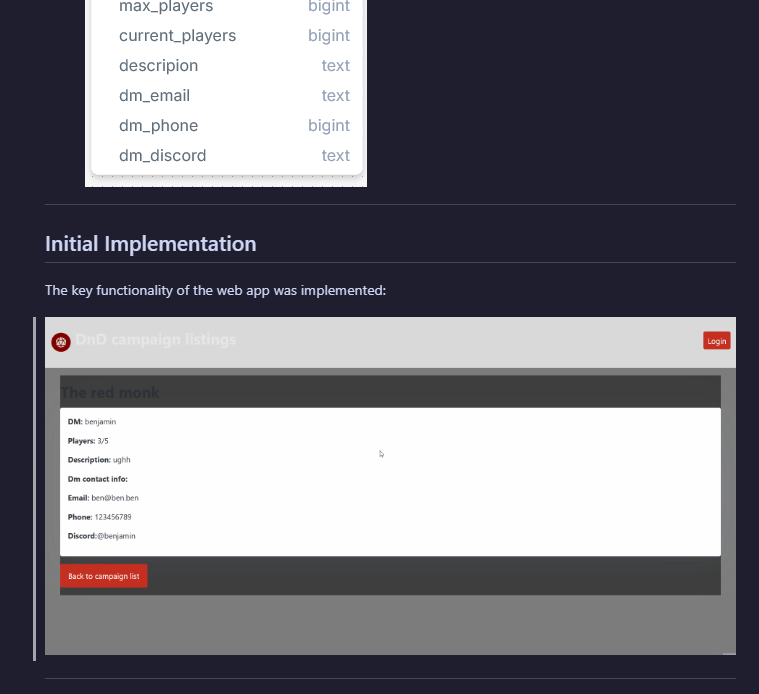 max_players bigint
current_players bigint
descripion text
dm_email text
dm_phone bigint
dm_discord text
Initial Implementation
The key functionality of the web app was implemented:
DnD campaign listings Login
The red monk
DM: benjamin
Players: 3/5
Description: ughh
Dm contact info:
Email: ben@ben.ben
Phone: 123456789
Discord:@benjamin
Back to campaign list